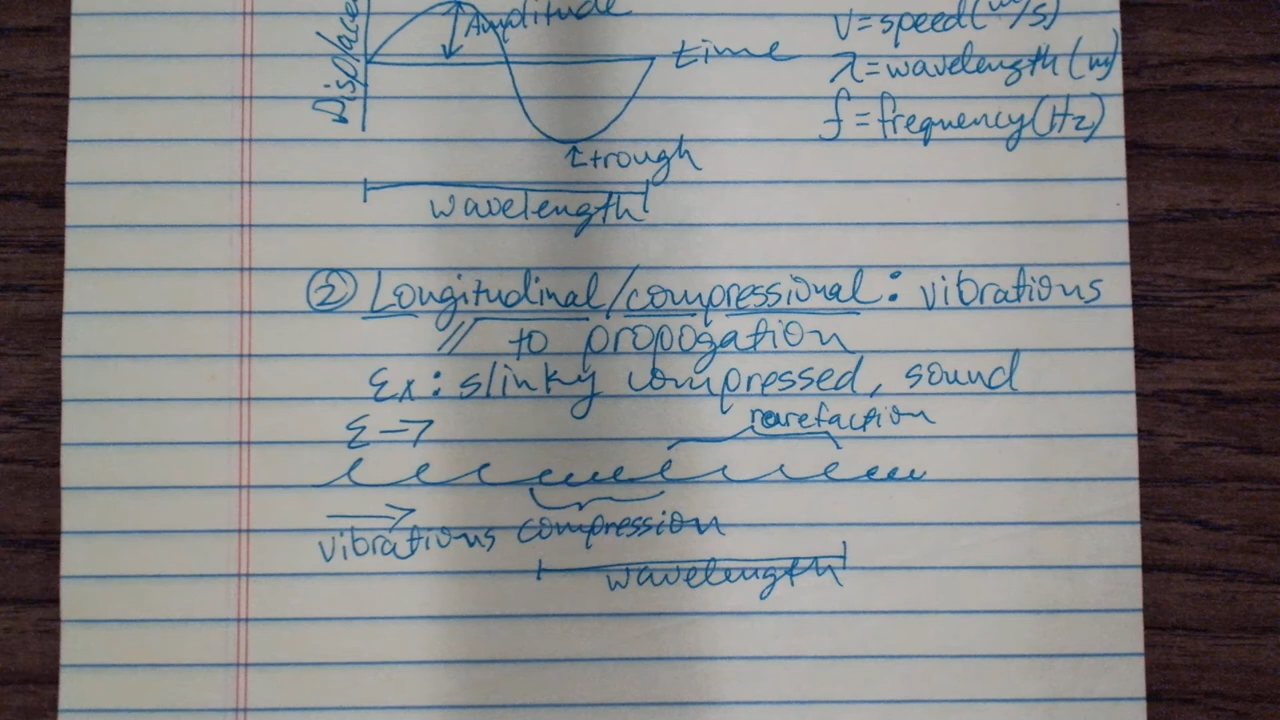 Displace
Amplitude
v=speed(m/s)
time
λ=wavelength(m)
f=frequency(Hz)
trough
wavelength
② Longitudinal/compressional: vibrations
// to propogation
Ex: slinky compressed, sound
rarefaction
E→
vibrations compression
wavelength